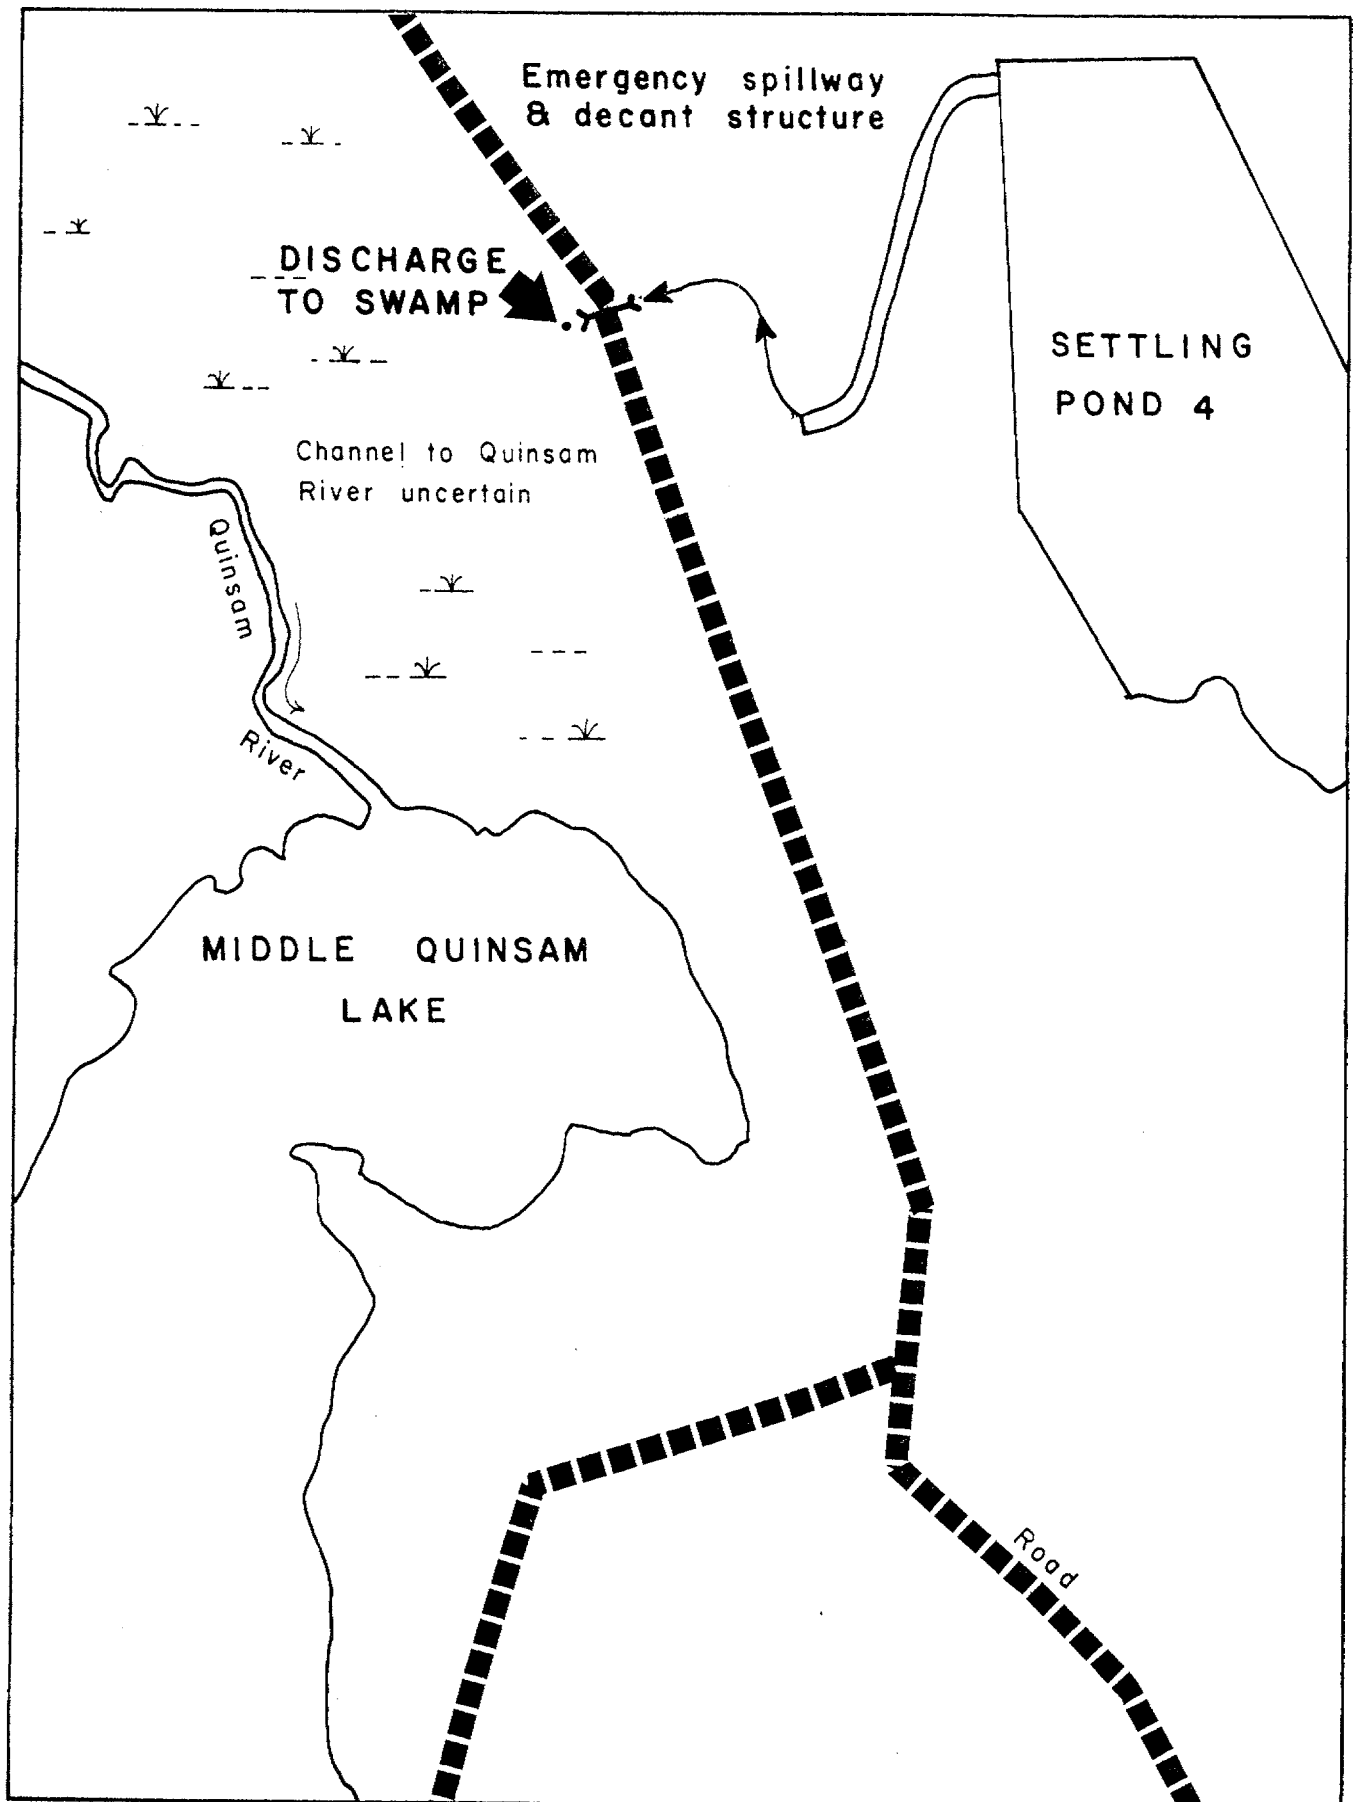 Emergency spillway
& decant structure
DISCHARGE
TO SWAMP
SETTLING
POND 4
Channel to Quinsam
River uncertain
Quinsam
River
MIDDLE QUINSAM
LAKE
Road